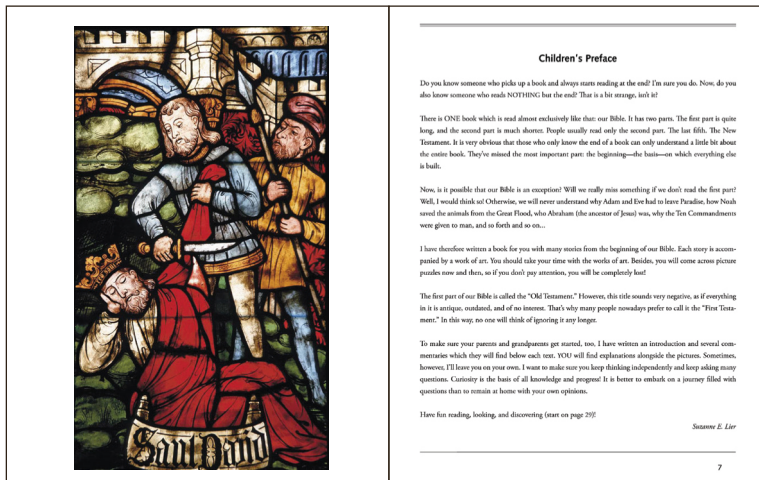 Saul David
Children's Preface
Do you know someone who picks up a book and always starts reading at the end? I'm sure you do. Now, do you
also know someone who reads NOTHING but the end? That is a bit strange, isn't it?
There is ONE book which is read almost exclusively like that: our Bible. It has two parts. The first part is quite
long, and the second part is much shorter. People usually read only the second part. The last fifth. The New
Testament. It is very obvious that those who only know the end of a book can only understand a little bit about
the entire book. They've missed the most important part: the beginning—the basis—on which everything else
is built.
Now, is it possible that our Bible is an exception? Will we really miss something if we don't read the first part?
Well, I would think so! Otherwise, we will never understand why Adam and Eve had to leave Paradise, how Noah
saved the animals from the Great Flood, who Abraham (the ancestor of Jesus) was, why the Ten Commandments
were given to man, and so forth and so on...
I have therefore written a book for you with many stories from the beginning of our Bible. Each story is accom-
panied by a work of art. You should take your time with the works of art. Besides, you will come across picture
puzzles now and then, so if you don't pay attention, you will be completely lost!
The first part of our Bible is called the "Old Testament." However, this title sounds very negative, as if everything
in it is antique, outdated, and of no interest. That's why many people nowadays prefer to call it the "First Testa-
ment." In this way, no one will think of ignoring it any longer.
To make sure your parents and grandparents get started, too, I have written an introduction and several com-
mentaries which they will find below each text. YOU will find explanations alongside the pictures. Sometimes,
however, I'll leave you on your own. I want to make sure you keep thinking independently and keep asking many
questions. Curiosity is the basis of all knowledge and progress! It is better to embark on a journey filled with
questions than to remain at home with your own opinions.
Have fun reading, looking, and discovering (start on page 29)!
Suzanne E. Lier
7